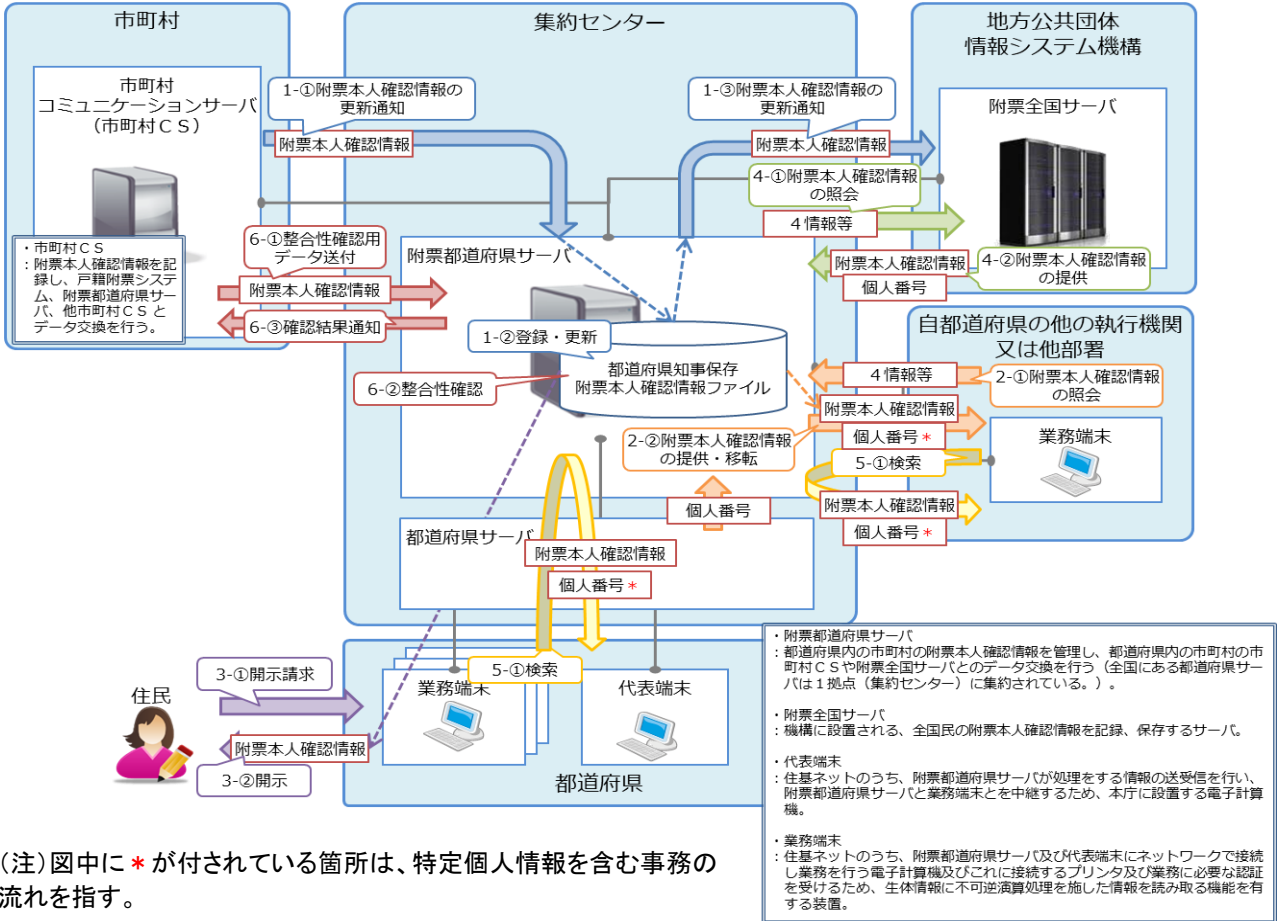 市町村
集約センター
地方公共団体
情報システム機構
市町村
コミュニケーションサーバ
（市町村ＣＳ）
1-①附票本人確認情報の
更新通知
附票本人確認情報
1-③附票本人確認情報の
更新通知
附票本人確認情報
附票全国サーバ
4-①附票本人確認情報
の照会
４情報等
附票本人確認情報
個人番号
4-②附票本人確認情報
の提供
・市町村ＣＳ
：附票本人確認情報を記
録し、戸籍附票システ
ム、附票都道府県サー
バ、他市町村ＣＳと
データ交換を行う。
6-①整合性確認用
データ送付
附票本人確認情報
6-③確認結果通知
附票都道府県サーバ
1-②登録・更新
都道府県知事保存
附票本人確認情報ファイル
6-②整合性確認
自都道府県の他の執行機関
又は他部署
４情報等
2-①附票本人確認情報
の照会
附票本人確認情報
個人番号＊
2-②附票本人確認情報
の提供・移転
業務端末
5-①検索
附票本人確認情報
個人番号＊
個人番号
都道府県サーバ
附票本人確認情報
個人番号＊
5-①検索
業務端末
代表端末
都道府県
住民
3-①開示請求
附票本人確認情報
3-②開示
・附票都道府県サーバ
：都道府県内の市町村の附票本人確認情報を管理し、都道府県内の市町村の市
町村ＣＳや附票全国サーバとのデータ交換を行う（全国にある都道府県サー
バは１拠点（集約センター）に集約されている。）。
・附票全国サーバ
：機構に設置される、全国民の附票本人確認情報を記録、保存するサーバ。
・代表端末
：住基ネットのうち、附票都道府県サーバが処理をする情報の送受信を行い、
附票都道府県サーバと業務端末とを中継するため、本庁に設置する電子計算
機。
・業務端末
：住基ネットのうち、附票都道府県サーバ及び代表端末にネットワークで接続
し業務を行う電子計算機及びこれに接続するプリンタ及び業務に必要な認証
を受けるため、生体情報に不可逆演算処理を施した情報を読み取る機能を有
する装置。
（注）図中に＊が付されている箇所は、特定個人情報を含む事務の
流れを指す。